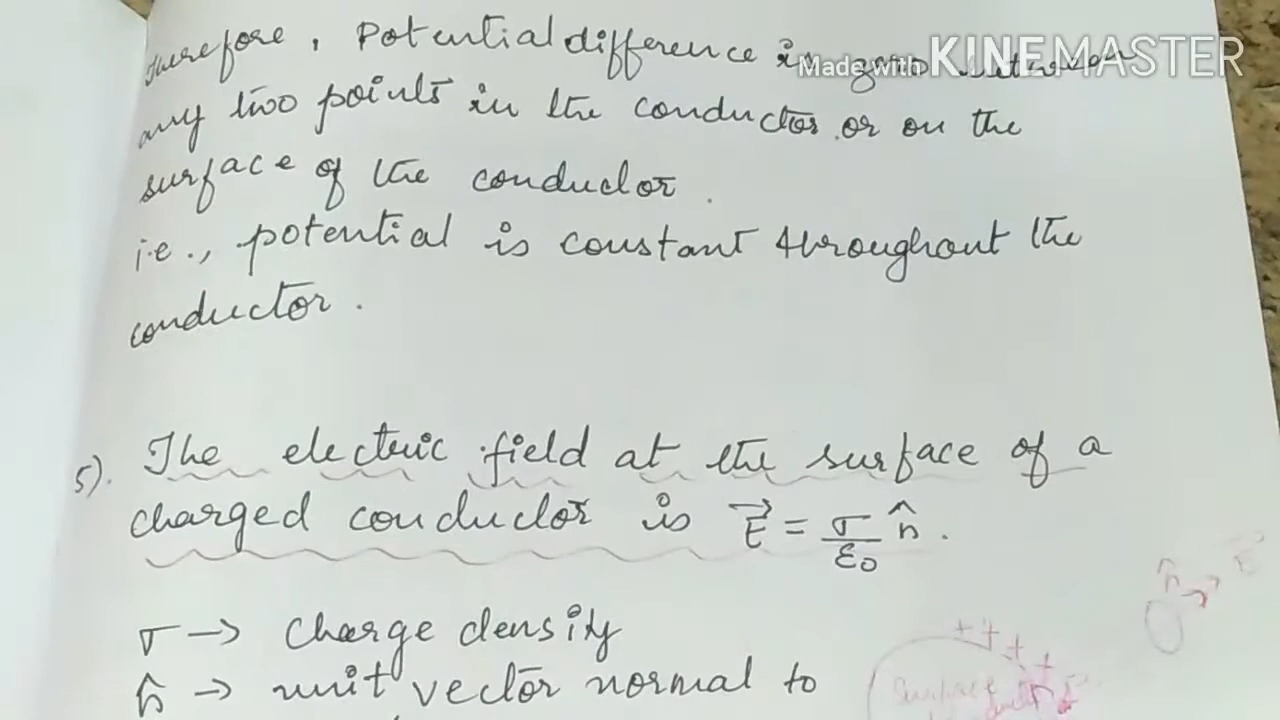 Therefore, Potential difference is zero between
Made with KINEMASTER
any two points in the conductor or on the
surface of the conductor.
i.e., potential is constant throughout the
conductor.
5). The electric field at the surface of a
charged conductor is E⃗ = σ/ε₀ n̂.
σ → charge density
n̂ → unit vector normal to
n̂ → E⃗
+ + + +
surface